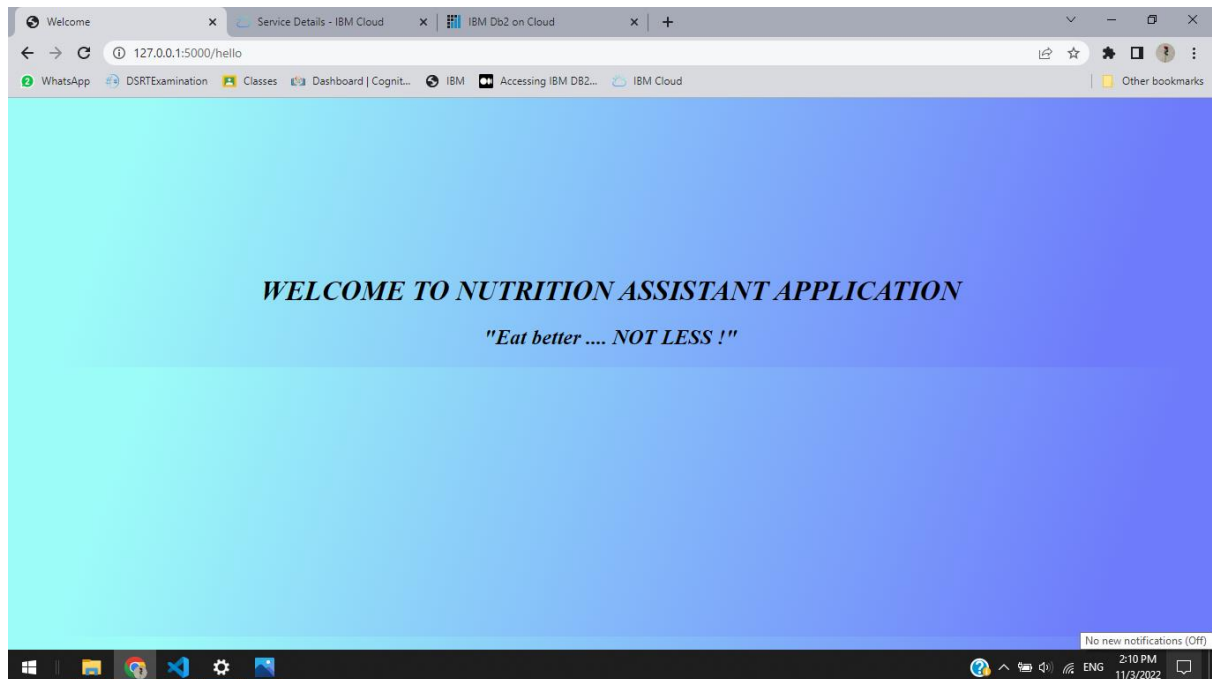 Welcome
Service Details - IBM Cloud
IBM Db2 on Cloud
127.0.0.1:5000/hello
WhatsApp
DSRTExamination
Classes
Dashboard | Cognit...
IBM
Accessing IBM DB2...
IBM Cloud
Other bookmarks
WELCOME TO NUTRITION ASSISTANT APPLICATION
"Eat better .... NOT LESS !"
No new notifications (Off)
ENG
2:10 PM
11/3/2022